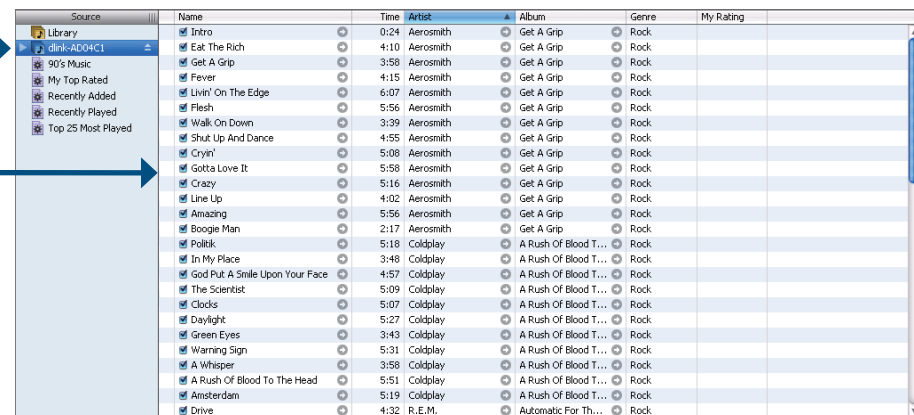 Source Name Time Artist Album Genre My Rating
Library Intro 0:24 Aerosmith Get A Grip Rock
dlink-AD04C1 Eat The Rich 4:10 Aerosmith Get A Grip Rock
90's Music Get A Grip 3:58 Aerosmith Get A Grip Rock
My Top Rated Fever 4:15 Aerosmith Get A Grip Rock
Recently Added Livin' On The Edge 6:07 Aerosmith Get A Grip Rock
Recently Played Flesh 5:56 Aerosmith Get A Grip Rock
Top 25 Most Played Walk On Down 3:39 Aerosmith Get A Grip Rock
Shut Up And Dance 4:55 Aerosmith Get A Grip Rock
Cryin' 5:08 Aerosmith Get A Grip Rock
Gotta Love It 5:58 Aerosmith Get A Grip Rock
Crazy 5:16 Aerosmith Get A Grip Rock
Line Up 4:02 Aerosmith Get A Grip Rock
Amazing 5:56 Aerosmith Get A Grip Rock
Boogie Man 2:17 Aerosmith Get A Grip Rock
Politik 5:18 Coldplay A Rush Of Blood T... Rock
In My Place 3:48 Coldplay A Rush Of Blood T... Rock
God Put A Smile Upon Your Face 4:57 Coldplay A Rush Of Blood T... Rock
The Scientist 5:09 Coldplay A Rush Of Blood T... Rock
Clocks 5:07 Coldplay A Rush Of Blood T... Rock
Daylight 5:27 Coldplay A Rush Of Blood T... Rock
Green Eyes 3:43 Coldplay A Rush Of Blood T... Rock
Warning Sign 5:31 Coldplay A Rush Of Blood T... Rock
A Whisper 3:58 Coldplay A Rush Of Blood T... Rock
A Rush Of Blood To The Head 5:51 Coldplay A Rush Of Blood T... Rock
Amsterdam 5:19 Coldplay A Rush Of Blood T... Rock
Drive 4:32 R.E.M. Automatic For Th... Rock